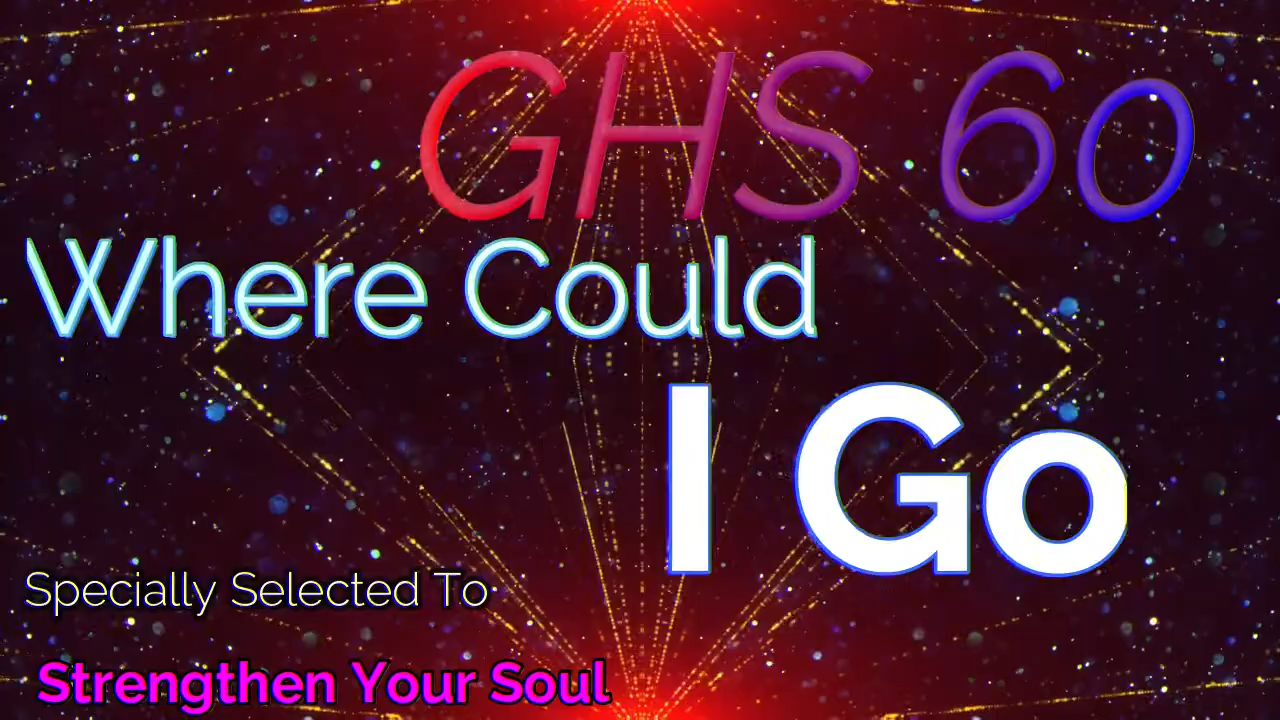 GHS 60
Where Could
I Go
Specially Selected To
Strengthen Your Soul